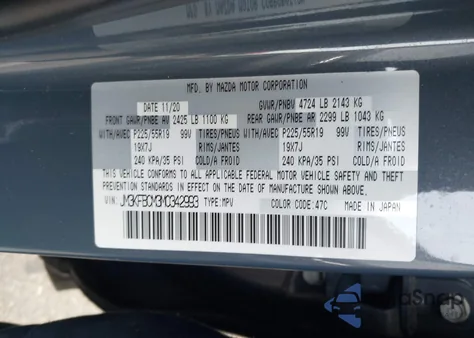 MFD. BY MAZDA MOTOR CORPORATION
DATE 11/20 GVWR/PNBV 4724 LB 2143 KG
FRONT GAWR/PNBE AV 2425 LB 1100 KG REAR GAWR/PNBE AR 2299 LB 1043 KG
WITH/AVEC P225/55R19 99V TIRES/PNEUS WITH/AVEC P225/55R19 99V TIRES/PNEUS
19X7J RIMS/JANTES 19X7J RIMS/JANTES
240 KPA/35 PSI COLD/A FROID 240 KPA/35 PSI COLD/A FROID
THIS VEHICLE CONFORMS TO ALL APPLICABLE FEDERAL MOTOR VEHICLE SAFETY AND
THEFT PREVENTION STANDARDS IN EFFECT ON THE DATE OF MANUFACTURE SHOWN ABOVE.
VIN: JM3KFBCM3M0342993 TYPE: MPV COLOR CODE: 47C MADE IN JAPAN